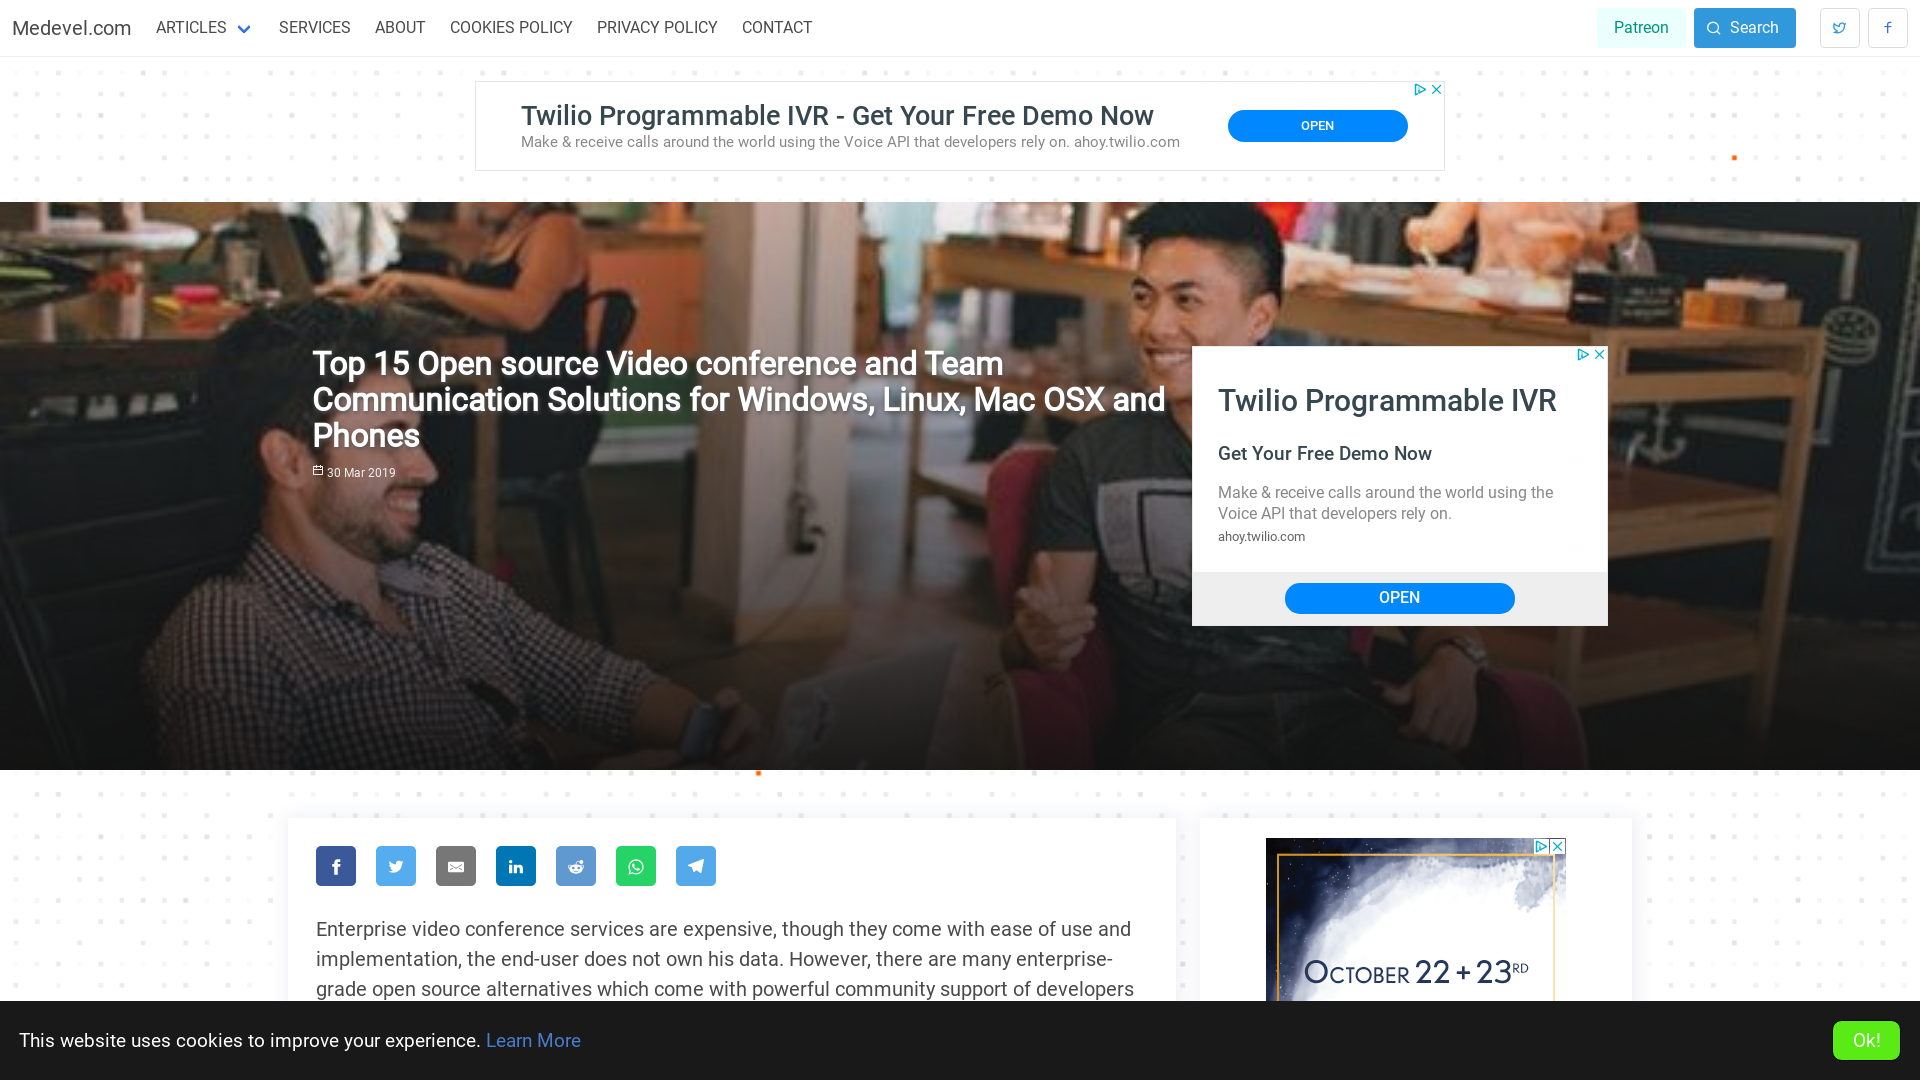 Medevel.com
ARTICLES
SERVICES
ABOUT
COOKIES POLICY
PRIVACY POLICY
CONTACT
Patreon
Search
Twilio Programmable IVR - Get Your Free Demo Now
Make & receive calls around the world using the Voice API that developers rely on. ahoy.twilio.com
OPEN
Top 15 Open source Video conference and Team
Communication Solutions for Windows, Linux, Mac OSX and
Phones
30 Mar 2019
Twilio Programmable IVR
Get Your Free Demo Now
Make & receive calls around the world using the
Voice API that developers rely on.
ahoy.twilio.com
OPEN
Enterprise video conference services are expensive, though they come with ease of use and
implementation, the end-user does not own his data. However, there are many enterprise-
grade open source alternatives which come with powerful community support of developers
OCTOBER 22 + 23RD
This website uses cookies to improve your experience. Learn More
Ok!